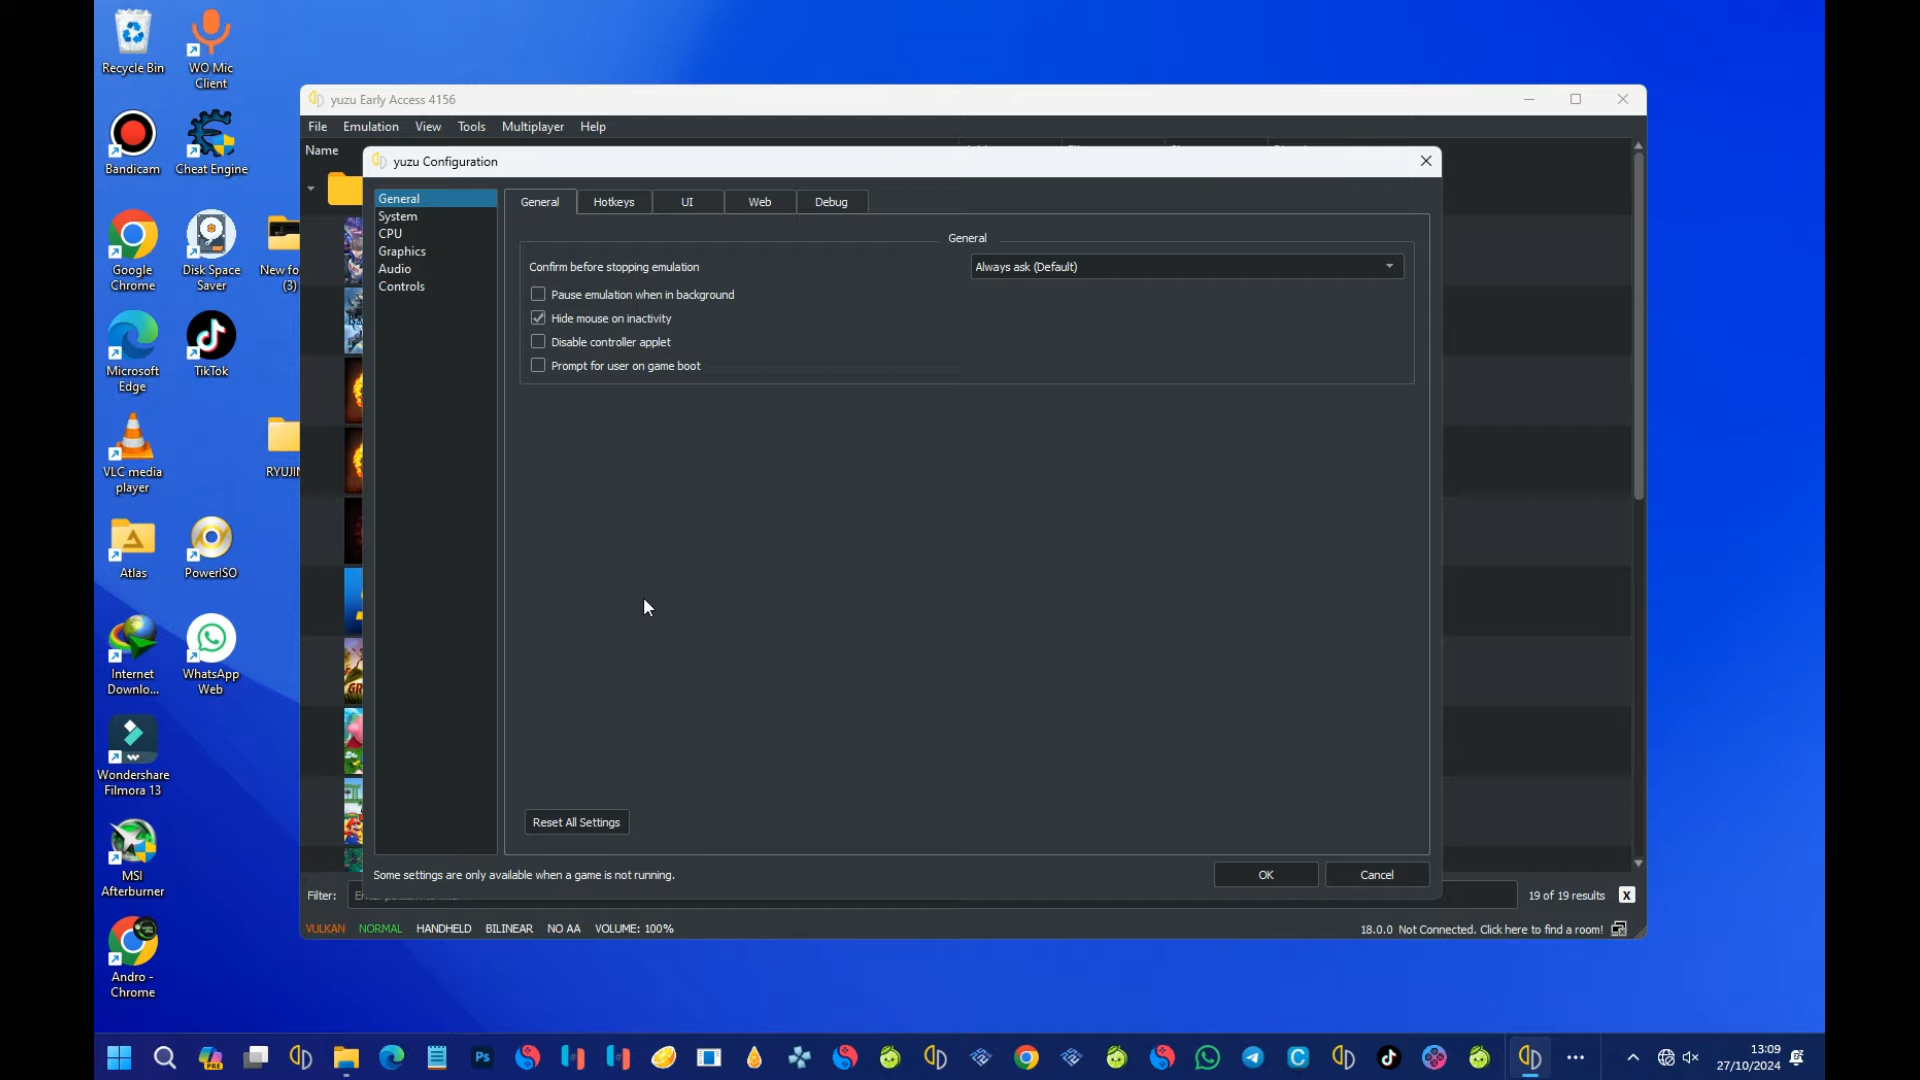 Recycle Bin
WO Mic
Client
Bandicam
Cheat Engine
Google
Chrome
Disk Space
Saver
New fo
(3)
Microsoft
Edge
TikTok
VLC media
player
RYUJIN
Atlas
PowerISO
Internet
Downlo...
WhatsApp
Web
Wondershare
Filmora 13
MSI
Afterburner
Andro -
Chrome
yuzu Early Access 4156
File Emulation View Tools Multiplayer Help
Name
yuzu Configuration
General
System
CPU
Graphics
Audio
Controls
General Hotkeys UI Web Debug
General
Confirm before stopping emulation Always ask (Default)
Pause emulation when in background
Hide mouse on inactivity
Disable controller applet
Prompt for user on game boot
Reset All Settings
Some settings are only available when a game is not running. OK Cancel
Filter: 19 of 19 results X
VULKAN NORMAL HANDHELD BILINEAR NO AA VOLUME: 100% 18.0.0 Not Connected. Click here to find a room!
PRE Ps
13:09
27/10/2024